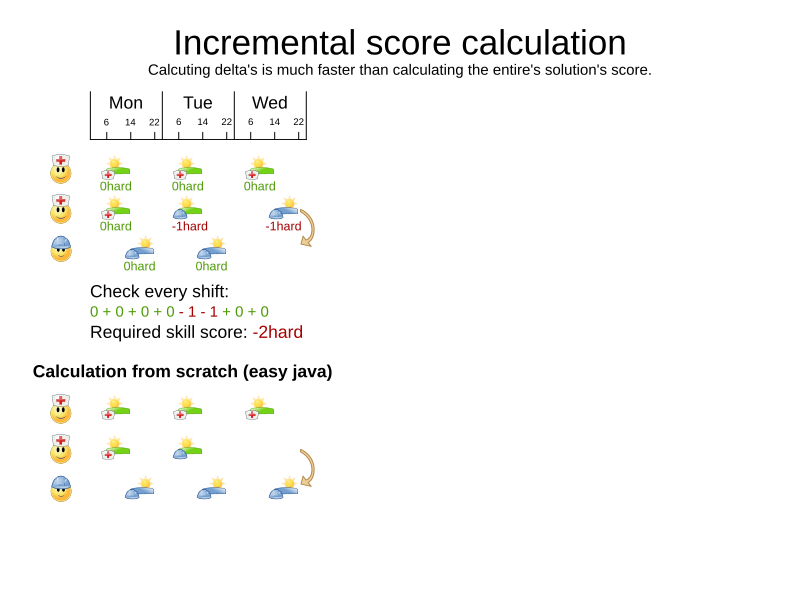 Incremental score calculation
Calcuting delta's is much faster than calculating the entire's solution's score.
Mon Tue Wed
6 14 22 6 14 22 6 14 22
0hard 0hard 0hard
0hard -1hard -1hard
0hard 0hard
Check every shift:
0 + 0 + 0 + 0 - 1 - 1 + 0 + 0
Required skill score: -2hard
Calculation from scratch (easy java)